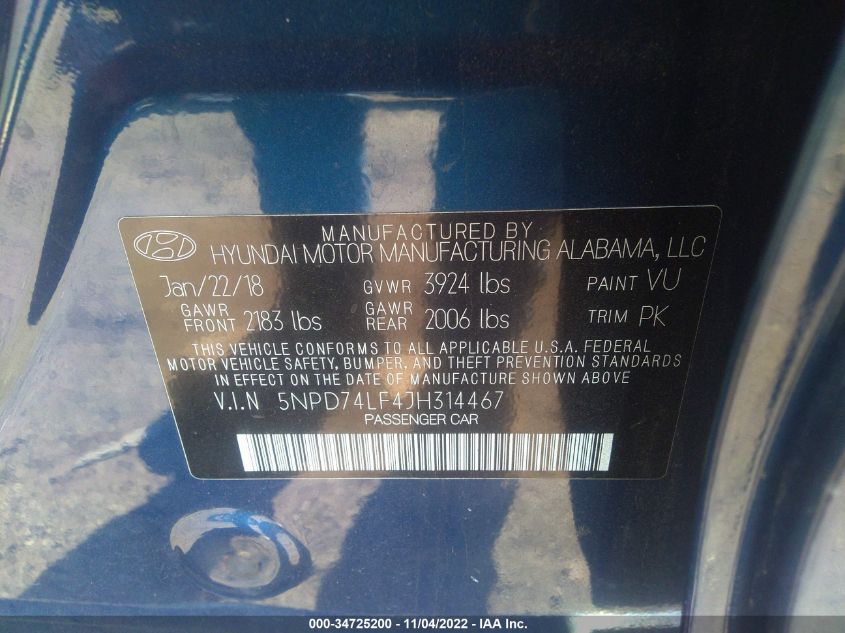 MANUFACTURED BY
HYUNDAI MOTOR MANUFACTURING ALABAMA, LLC
Jan/22/18 GVWR 3924 lbs PAINT VU
GAWR FRONT 2183 lbs GAWR REAR 2006 lbs TRIM PK
THIS VEHICLE CONFORMS TO ALL APPLICABLE U.S.A. FEDERAL
MOTOR VEHICLE SAFETY, BUMPER, AND THEFT PREVENTION STANDARDS
IN EFFECT ON THE DATE OF MANUFACTURE SHOWN ABOVE
V.I.N 5NPD74LF4JH314467
PASSENGER CAR
000-34725200 - 11/04/2022 - IAA Inc.